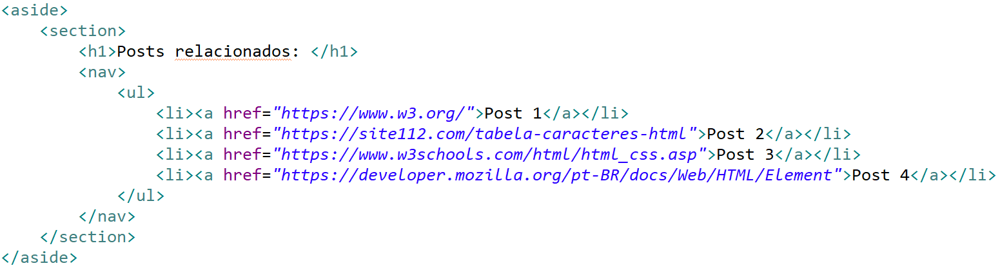 <aside>
    <section>
        <h1>Posts relacionados: </h1>
        <nav>
            <ul>
                <li><a href="https://www.w3.org/">Post 1</a></li>
                <li><a href="https://site112.com/tabela-caracteres-html">Post 2</a></li>
                <li><a href="https://www.w3schools.com/html/html_css.asp">Post 3</a></li>
                <li><a href="https://developer.mozilla.org/pt-BR/docs/Web/HTML/Element">Post 4</a></li>
            </ul>
        </nav>
    </section>
</aside>